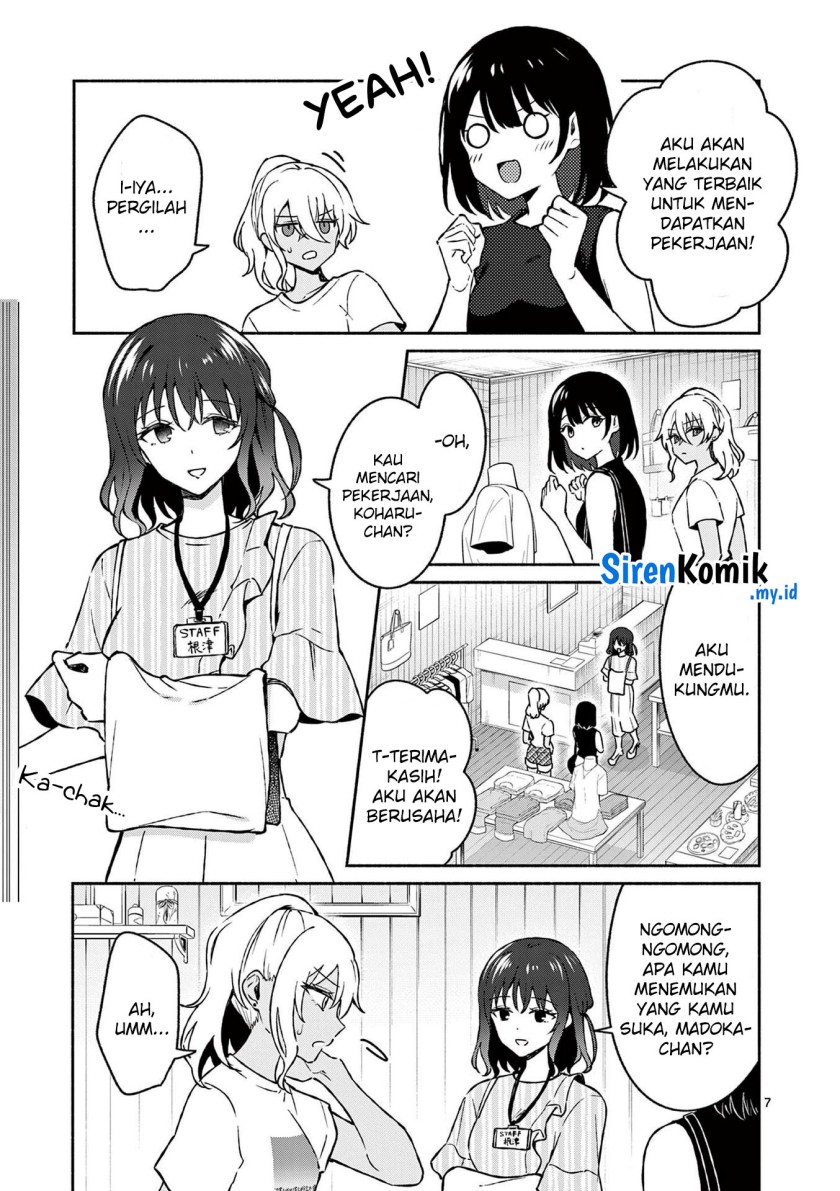 YEAH!
AKU AKAN
MELAKUKAN
YANG TERBAIK
UNTUK MEN-
DAPATKAN
PEKERJAAN!
I-IYA...
PERGILAH
...
-OH,
KAU
MENCARI
PEKERJAAN,
KOHARU-
CHAN?
STAFF
根津
Ka-chak...
SirenKomik
.my.id
AKU
MENDU-
KUNGMU.
T-TERIMA-
KASIH!
AKU AKAN
BERUSAHA!
NGOMONG-
NGOMONG,
APA KAMU
MENEMUKAN
YANG KAMU
SUKA, MADOKA-
CHAN?
AH,
UMM...
STAFF
根津
7